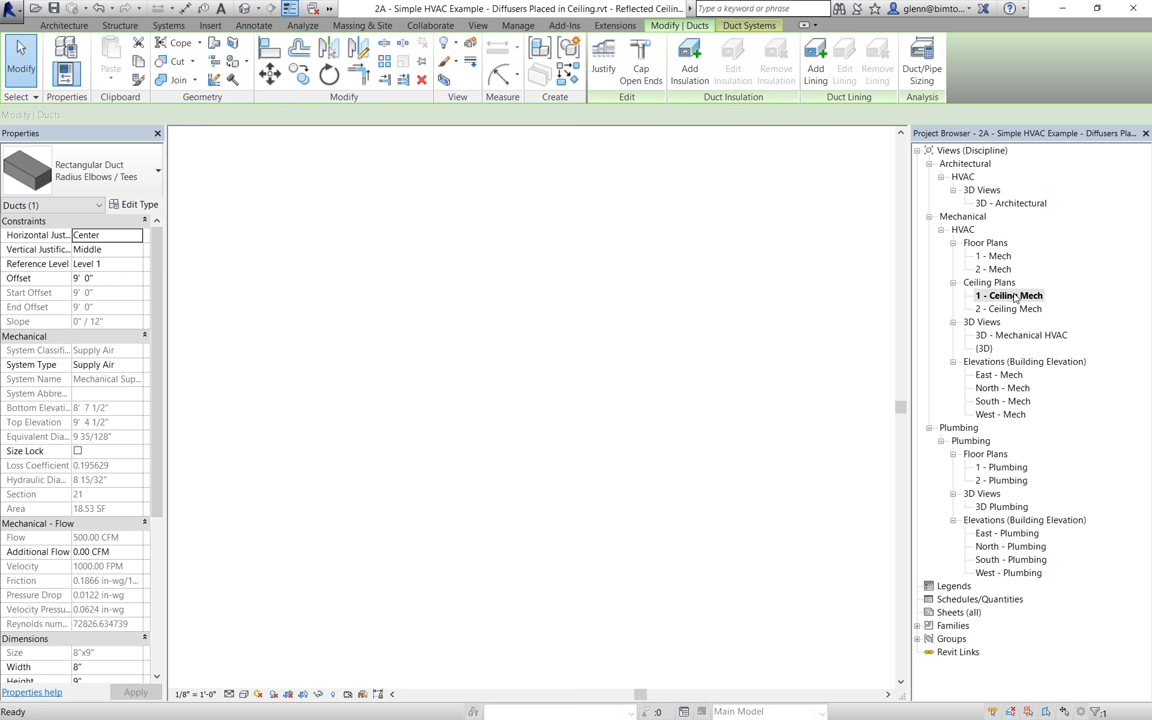 2A - Simple HVAC Example - Diffusers Placed in Ceiling.rvt - Reflected Ceilin...
Type a keyword or phrase
glenn@bimto...
Architecture Structure Systems Insert Annotate Analyze Massing & Site Collaborate View Manage Add-Ins Extensions Modify | Ducts Duct Systems
Modify
Paste
Cope
Cut
Join
Justify
Cap Open Ends
Add Insulation
Edit Insulation
Remove Insulation
Add Lining
Edit Lining
Remove Lining
Duct/Pipe Sizing
Select Properties Clipboard Geometry Modify View Measure Create Edit Duct Insulation Duct Lining Analysis
Modify | Ducts
Properties
Rectangular Duct
Radius Elbows / Tees
Ducts (1) Edit Type
Constraints
Horizontal Just... Center
Vertical Justific... Middle
Reference Level Level 1
Offset 9' 0"
Start Offset 9' 0"
End Offset 9' 0"
Slope 0" / 12"
Mechanical
System Classifi... Supply Air
System Type Supply Air
System Name Mechanical Sup...
System Abbre...
Bottom Elevati... 8' 7 1/2"
Top Elevation 9' 4 1/2"
Equivalent Dia... 9 35/128"
Size Lock
Loss Coefficient 0.195629
Hydraulic Dia... 8 15/32"
Section 21
Area 18.53 SF
Mechanical - Flow
Flow 500.00 CFM
Additional Flow 0.00 CFM
Velocity 1000.00 FPM
Friction 0.1866 in-wg/1...
Pressure Drop 0.0122 in-wg
Velocity Pressu... 0.0624 in-wg
Reynolds num... 72826.634739
Dimensions
Size 8"x9"
Width 8"
Height 9"
Properties help Apply
1/8" = 1'-0"
Project Browser - 2A - Simple HVAC Example - Diffusers Pla...
Views (Discipline)
Architectural
HVAC
3D Views
3D - Architectural
Mechanical
HVAC
Floor Plans
1 - Mech
2 - Mech
Ceiling Plans
1 - Ceiling Mech
2 - Ceiling Mech
3D Views
3D - Mechanical HVAC
{3D}
Elevations (Building Elevation)
East - Mech
North - Mech
South - Mech
West - Mech
Plumbing
Plumbing
Floor Plans
1 - Plumbing
2 - Plumbing
3D Views
3D Plumbing
Elevations (Building Elevation)
East - Plumbing
North - Plumbing
South - Plumbing
West - Plumbing
Legends
Schedules/Quantities
Sheets (all)
Families
Groups
Revit Links
Ready :0 Main Model :1